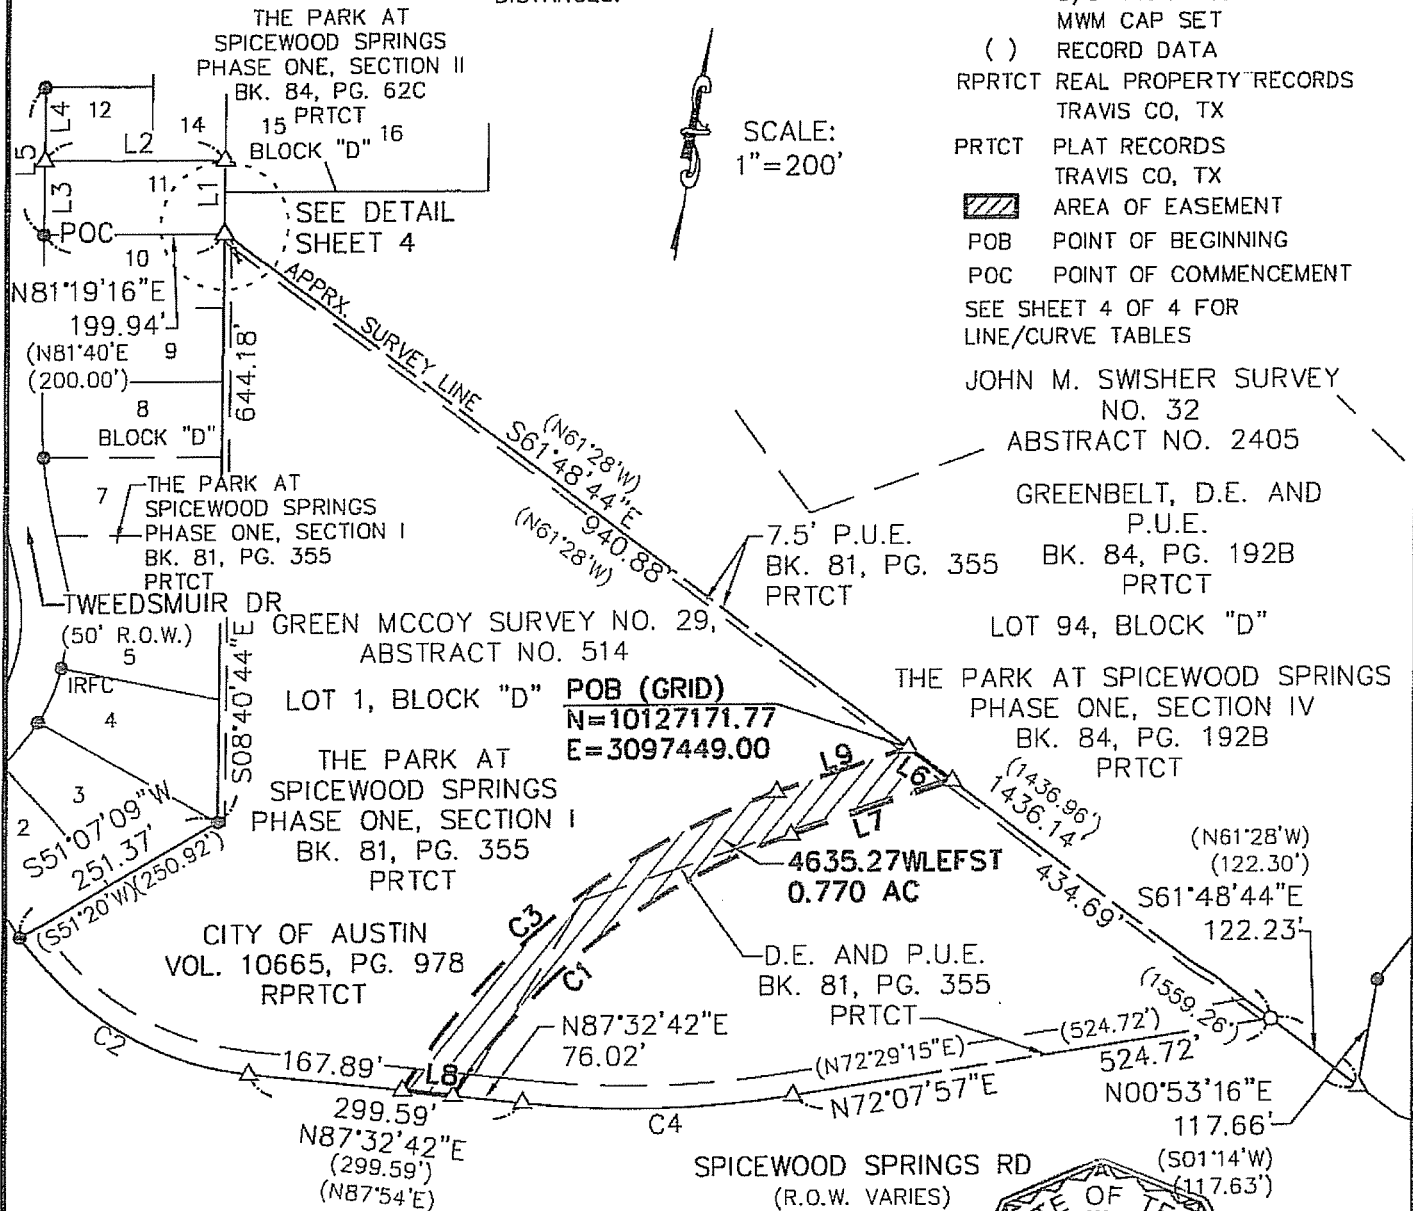 THE PARK AT
SPICEWOOD SPRINGS
PHASE ONE, SECTION II
BK. 84, PG. 62C
PRTCT
12
L4
14
15
BLOCK "D"
16
L2
L5
L3
11
L1
POC
10
SEE DETAIL
SHEET 4
N81°19'16"E
199.94'
(N81°40'E
(200.00')
9
8
BLOCK "D"
644.18'
7
THE PARK AT
SPICEWOOD SPRINGS
PHASE ONE, SECTION I
BK. 81, PG. 355
PRTCT
TWEEDSMUIR DR
(50' R.O.W.)
5
IRFC
4
3
2
S08°40'44"E
S51°07'09"W
251.37'
(S51°20'W)(250.92')
SCALE:
1"=200'
MWM CAP SET
( ) RECORD DATA
RPRTCT REAL PROPERTY RECORDS
TRAVIS CO, TX
PRTCT PLAT RECORDS
TRAVIS CO, TX
AREA OF EASEMENT
POB POINT OF BEGINNING
POC POINT OF COMMENCEMENT
SEE SHEET 4 OF 4 FOR
LINE/CURVE TABLES
JOHN M. SWISHER SURVEY
NO. 32
ABSTRACT NO. 2405
APPRX. SURVEY LINE
(N61°28'W)
S61°48'44"E
940.88'
(N61°28'W)
7.5' P.U.E.
BK. 81, PG. 355
PRTCT
GREENBELT, D.E. AND
P.U.E.
BK. 84, PG. 192B
PRTCT
LOT 94, BLOCK "D"
THE PARK AT SPICEWOOD SPRINGS
PHASE ONE, SECTION IV
BK. 84, PG. 192B
PRTCT
GREEN MCCOY SURVEY NO. 29,
ABSTRACT NO. 514
LOT 1, BLOCK "D"
POB (GRID)
N=10127171.77
E=3097449.00
THE PARK AT
SPICEWOOD SPRINGS
PHASE ONE, SECTION I
BK. 81, PG. 355
PRTCT
L9
L6
L7
(1436.96')
1436.14'
434.69'
(N61°28'W)
(122.30')
S61°48'44"E
122.23'
4635.27WLEFST
0.770 AC
C3
C1
CITY OF AUSTIN
VOL. 10665, PG. 978
RPRTCT
D.E. AND P.U.E.
BK. 81, PG. 355
PRTCT
(1559.26')
C2
167.89'
L8
N87°32'42"E
76.02'
299.59'
N87°32'42"E
(299.59')
(N87°54'E)
C4
(N72°29'15"E)
(524.72')
524.72'
N72°07'57"E
N00°53'16"E
117.66'
(S01°14'W)
(117.63')
SPICEWOOD SPRINGS RD
(R.O.W. VARIES)
OF